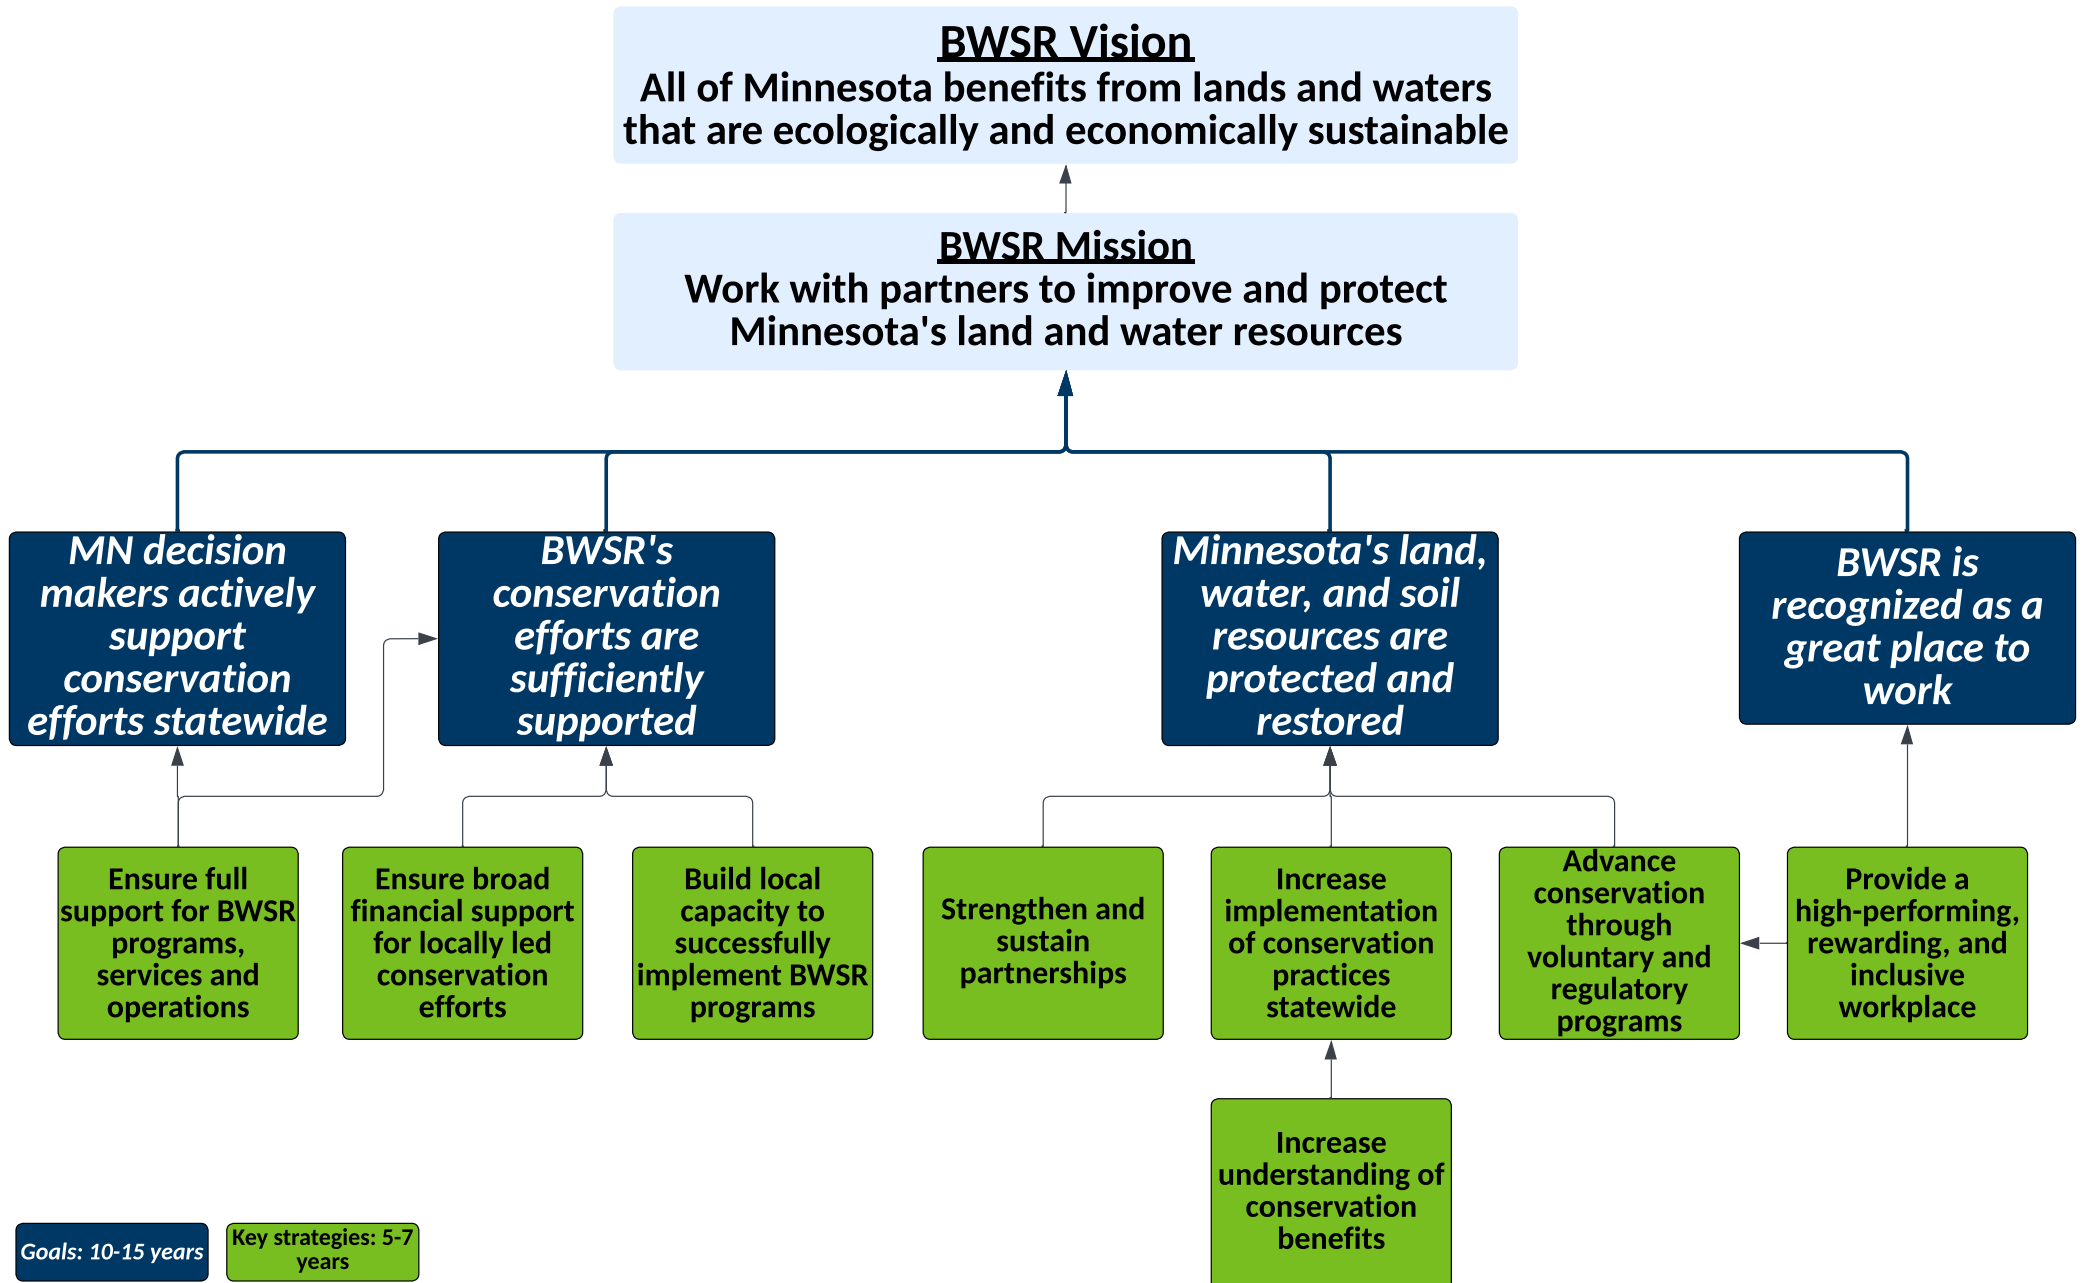 BWSR Vision
All of Minnesota benefits from lands and waters
that are ecologically and economically sustainable
BWSR Mission
Work with partners to improve and protect
Minnesota's land and water resources
MN decision
makers actively
support
conservation
efforts statewide
BWSR's
conservation
efforts are
sufficiently
supported
Minnesota's land,
water, and soil
resources are
protected and
restored
BWSR is
recognized as a
great place to
work
Ensure full
support for BWSR
programs,
services and
operations
Ensure broad
financial support
for locally led
conservation
efforts
Build local
capacity to
successfully
implement BWSR
programs
Strengthen and
sustain
partnerships
Increase
implementation
of conservation
practices
statewide
Advance
conservation
through
voluntary and
regulatory
programs
Provide a
high-performing,
rewarding, and
inclusive
workplace
Increase
understanding of
conservation
benefits
Goals: 10-15 years
Key strategies: 5-7
years